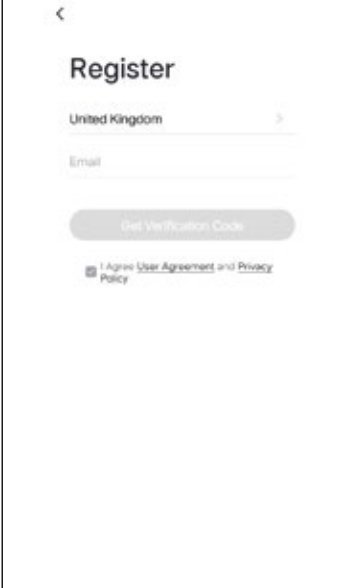 Register
United Kingdom
Email
Get Verification Code
I Agree User Agreement and Privacy
Policy